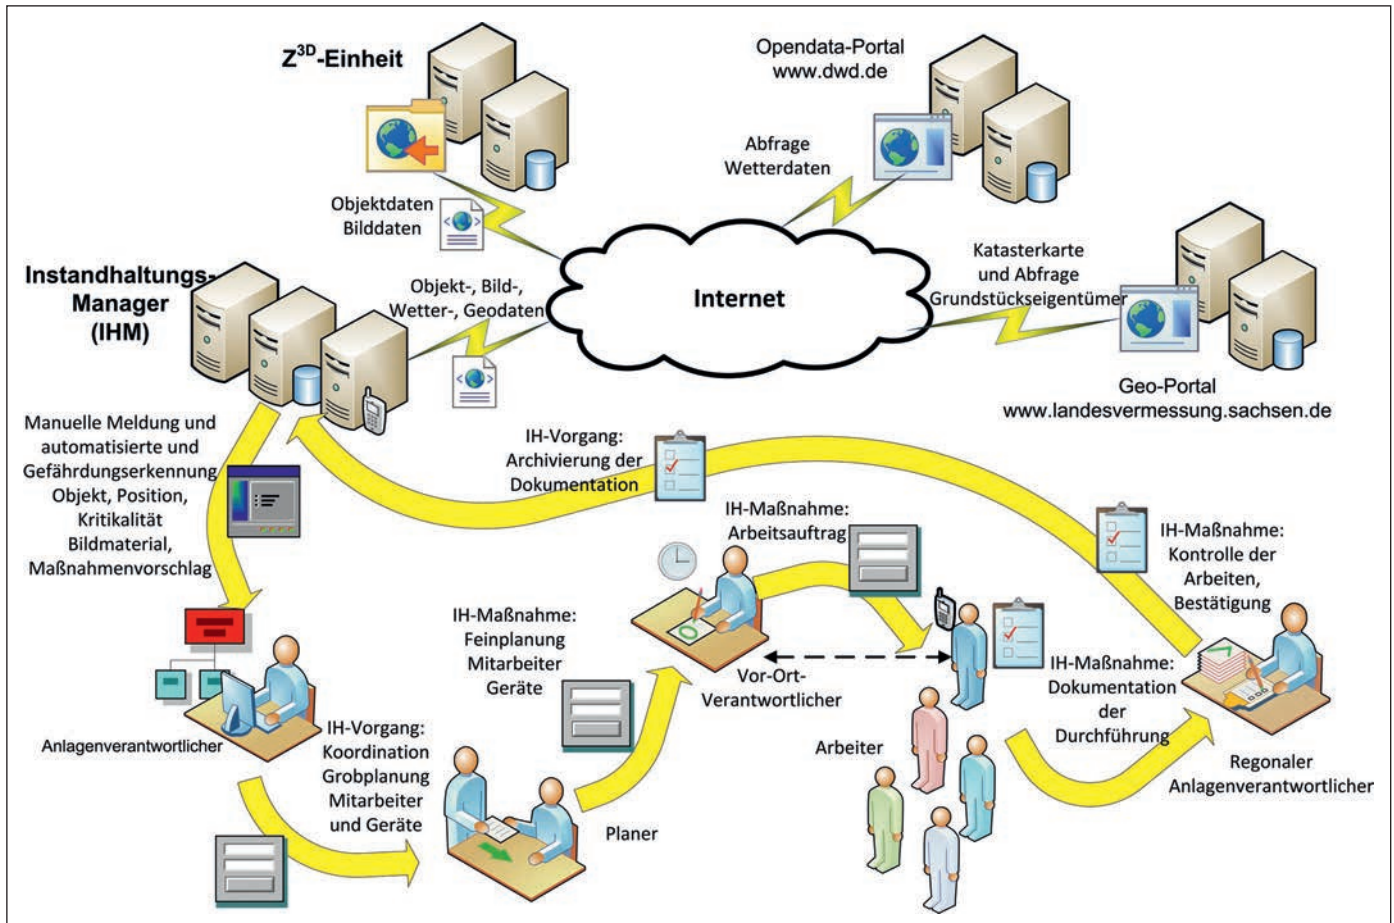 Z3D-Einheit
Opendata-Portal
www.dwd.de
Abfrage
Wetterdaten
Objektdaten
Bilddaten
Katasterkarte
und Abfrage
Grundstückseigentümer
Instandhaltungs-
Manager
(IHM)
Objekt-, Bild-,
Wetter-, Geodaten
Internet
Geo-Portal
www.landesvermessung.sachsen.de
Manuelle Meldung und
automatisierte und
Gefährdungserkennung
Objekt, Position,
Kritikalität
Bildmaterial,
Maßnahmenvorschlag
IH-Vorgang:
Archivierung der
Dokumentation
IH-Maßnahme:
Arbeitsauftrag
IH-Maßnahme:
Kontrolle der
Arbeiten,
Bestätigung
IH-Maßnahme:
Feinplanung
Mitarbeiter
Geräte
Vor-Ort-
Verantwortlicher
IH-Maßnahme:
Dokumentation
der
Durchführung
Anlagenverantwortlicher
IH-Vorgang:
Koordination
Grobplanung
Mitarbeiter
und Geräte
Planer
Arbeiter
Regonaler
Anlagenverantwortlicher